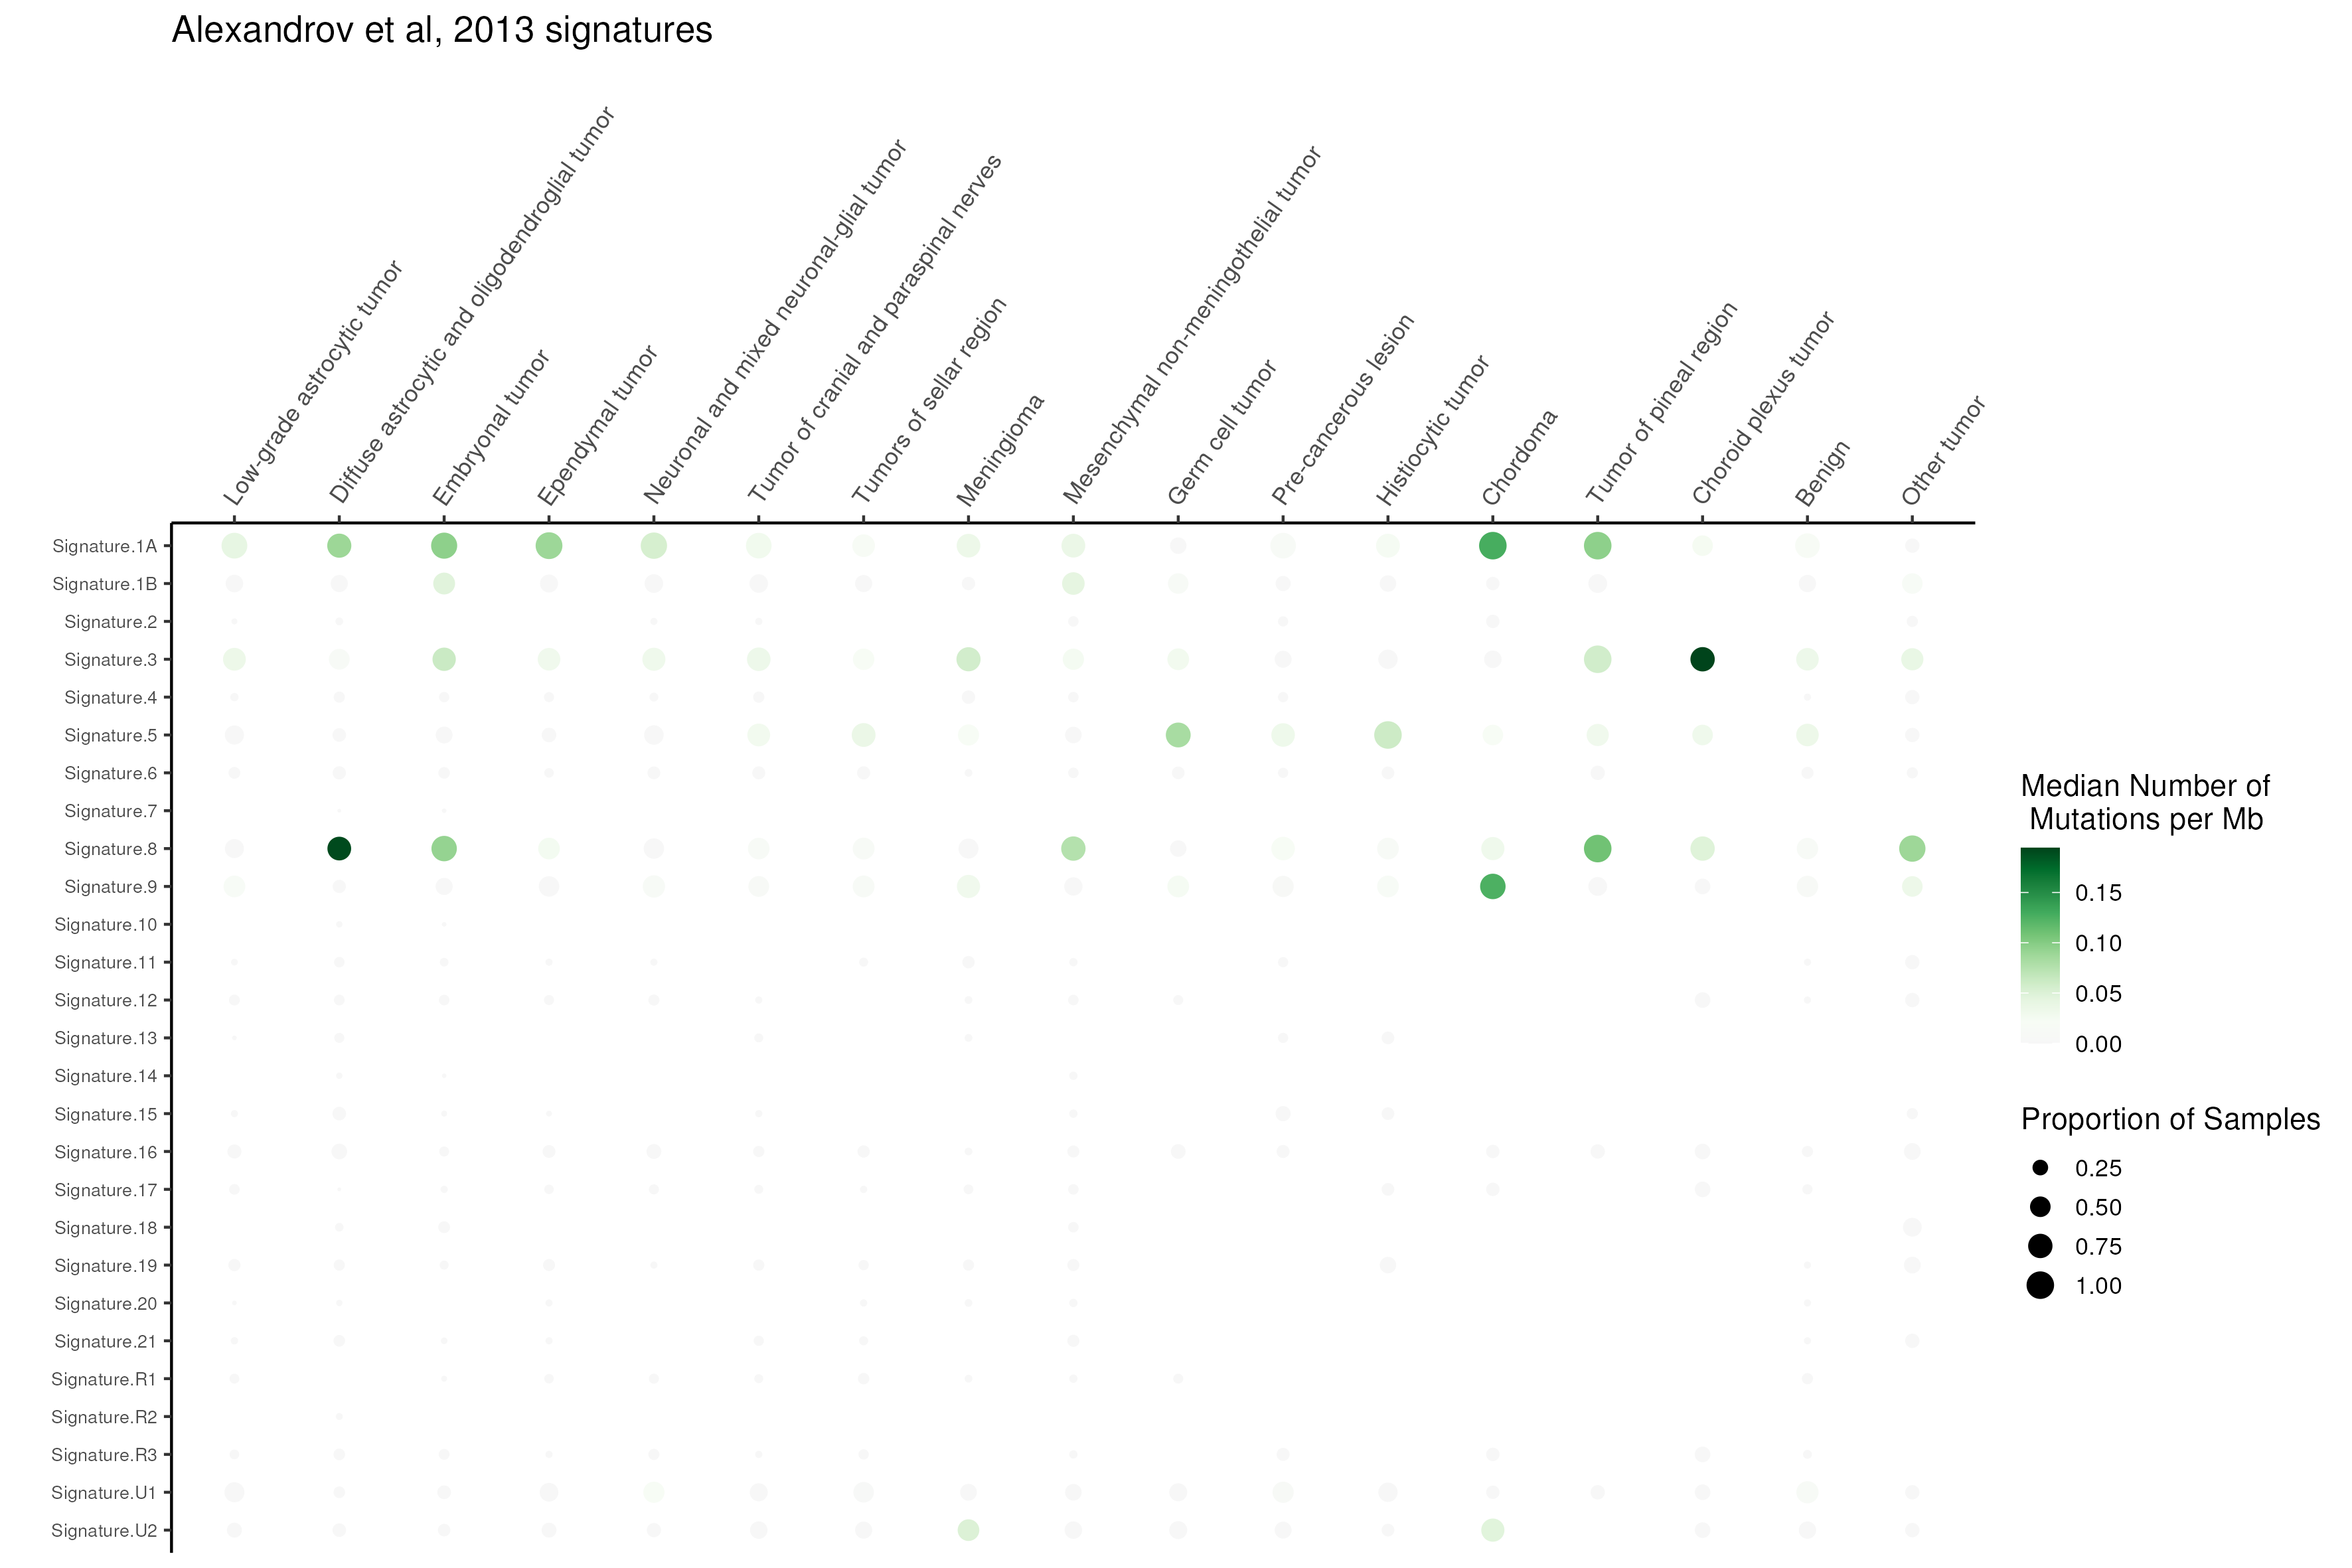 Alexandrov et al, 2013 signatures
Low-grade astrocytic tumor
Diffuse astrocytic and oligodendroglial tumor
Embryonal tumor
Ependymal tumor
Neuronal and mixed neuronal-glial tumor
Tumor of cranial and paraspinal nerves
Tumors of sellar region
Meningioma
Mesenchymal non-meningothelial tumor
Germ cell tumor
Pre-cancerous lesion
Histiocytic tumor
Chordoma
Tumor of pineal region
Choroid plexus tumor
Benign
Other tumor
Signature.1A
Signature.1B
Signature.2
Signature.3
Signature.4
Signature.5
Signature.6
Signature.7
Signature.8
Signature.9
Signature.10
Signature.11
Signature.12
Signature.13
Signature.14
Signature.15
Signature.16
Signature.17
Signature.18
Signature.19
Signature.20
Signature.21
Signature.R1
Signature.R2
Signature.R3
Signature.U1
Signature.U2
Median Number of
Mutations per Mb
0.15
0.10
0.05
0.00
Proportion of Samples
0.25
0.50
0.75
1.00